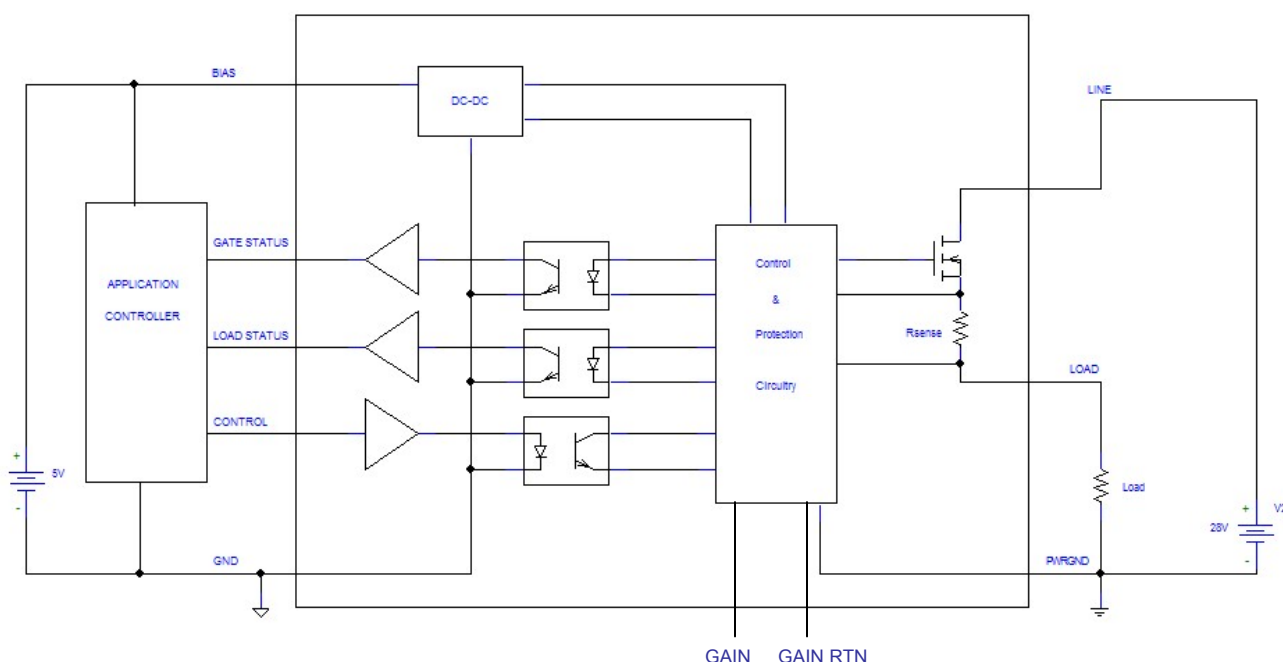 BIAS
DC-DC
LINE
GATE STATUS
APPLICATION
CONTROLLER
LOAD STATUS
CONTROL
Control
&
Protection
Circuitry
Rsense
LOAD
+
5V
-
Load
+
V2
28V
-
GND
PWRGND
GAIN
GAIN RTN